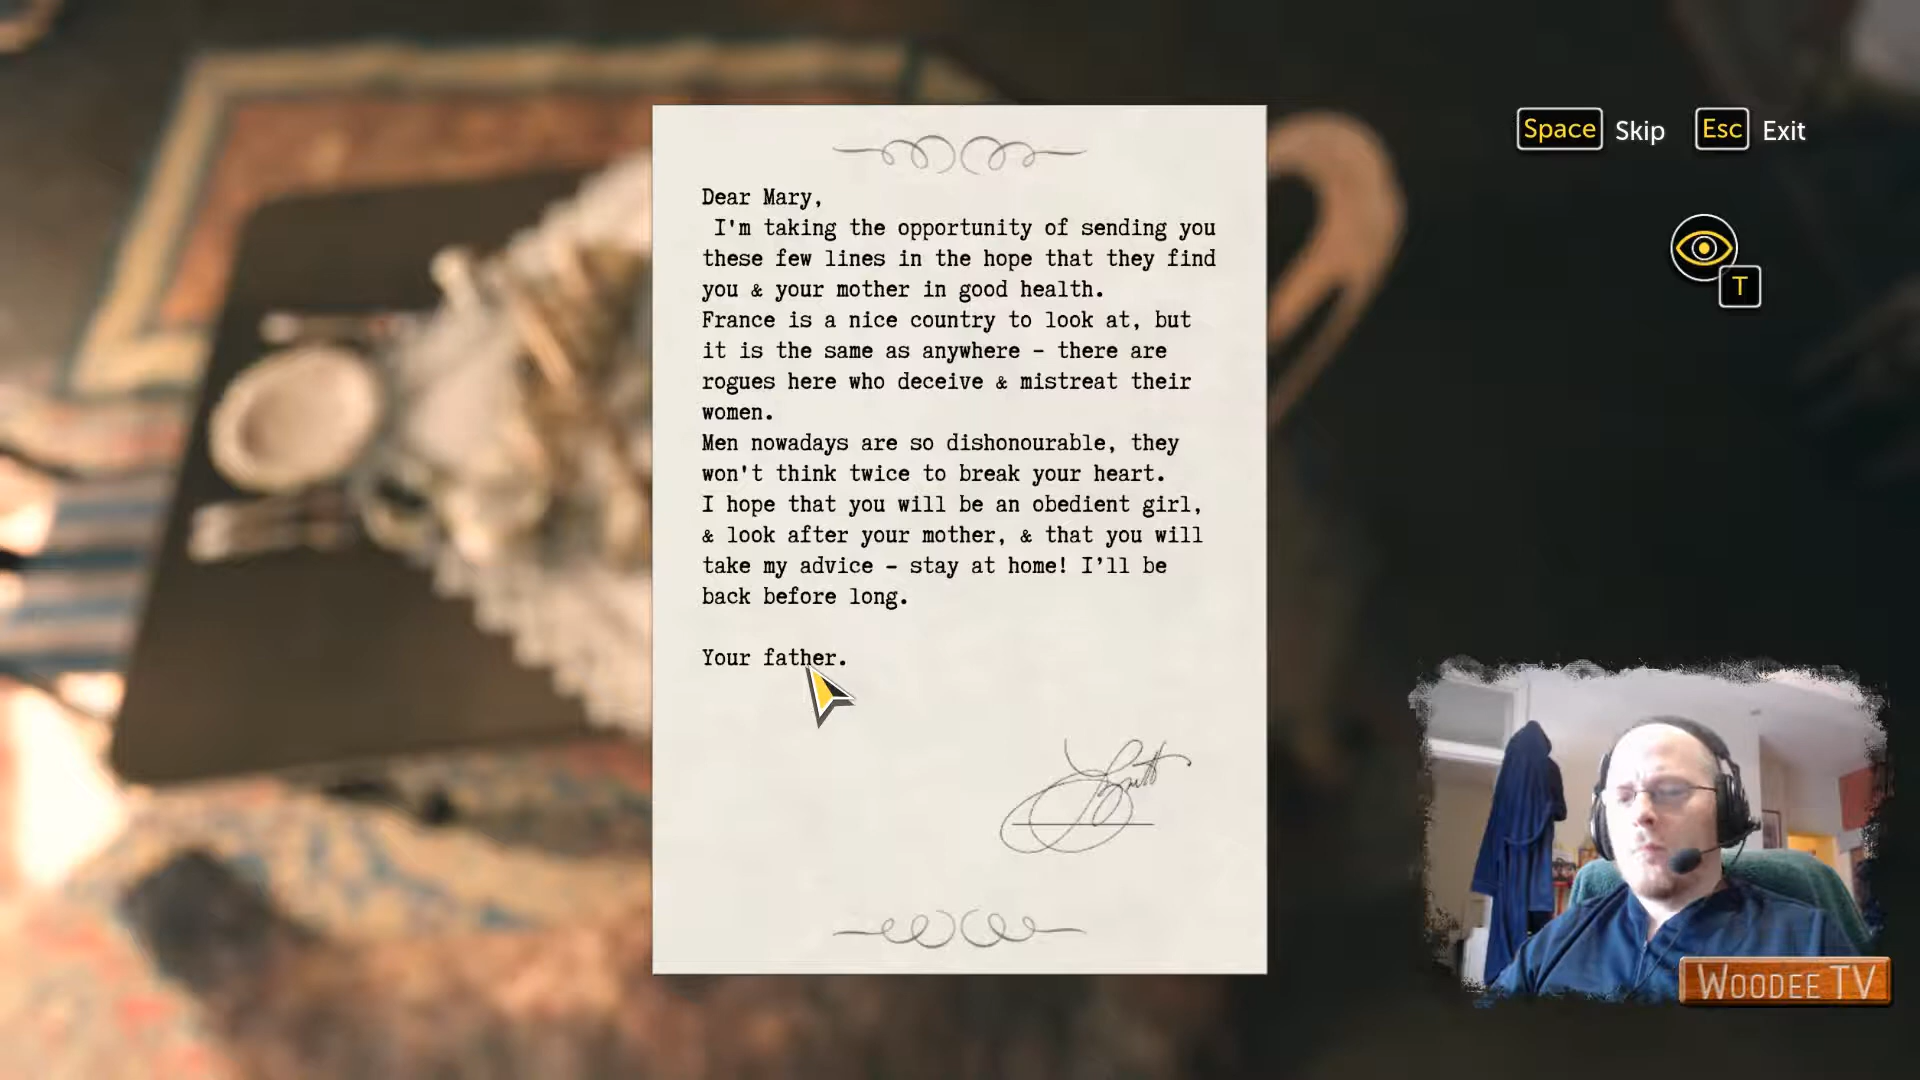 Space Skip Esc Exit
T
Dear Mary,
I'm taking the opportunity of sending you
these few lines in the hope that they find
you & your mother in good health.
France is a nice country to look at, but
it is the same as anywhere – there are
rogues here who deceive & mistreat their
women.
Men nowadays are so dishonourable, they
won't think twice to break your heart.
I hope that you will be an obedient girl,
& look after your mother, & that you will
take my advice – stay at home! I’ll be
back before long.
Your father.
WOODEE TV